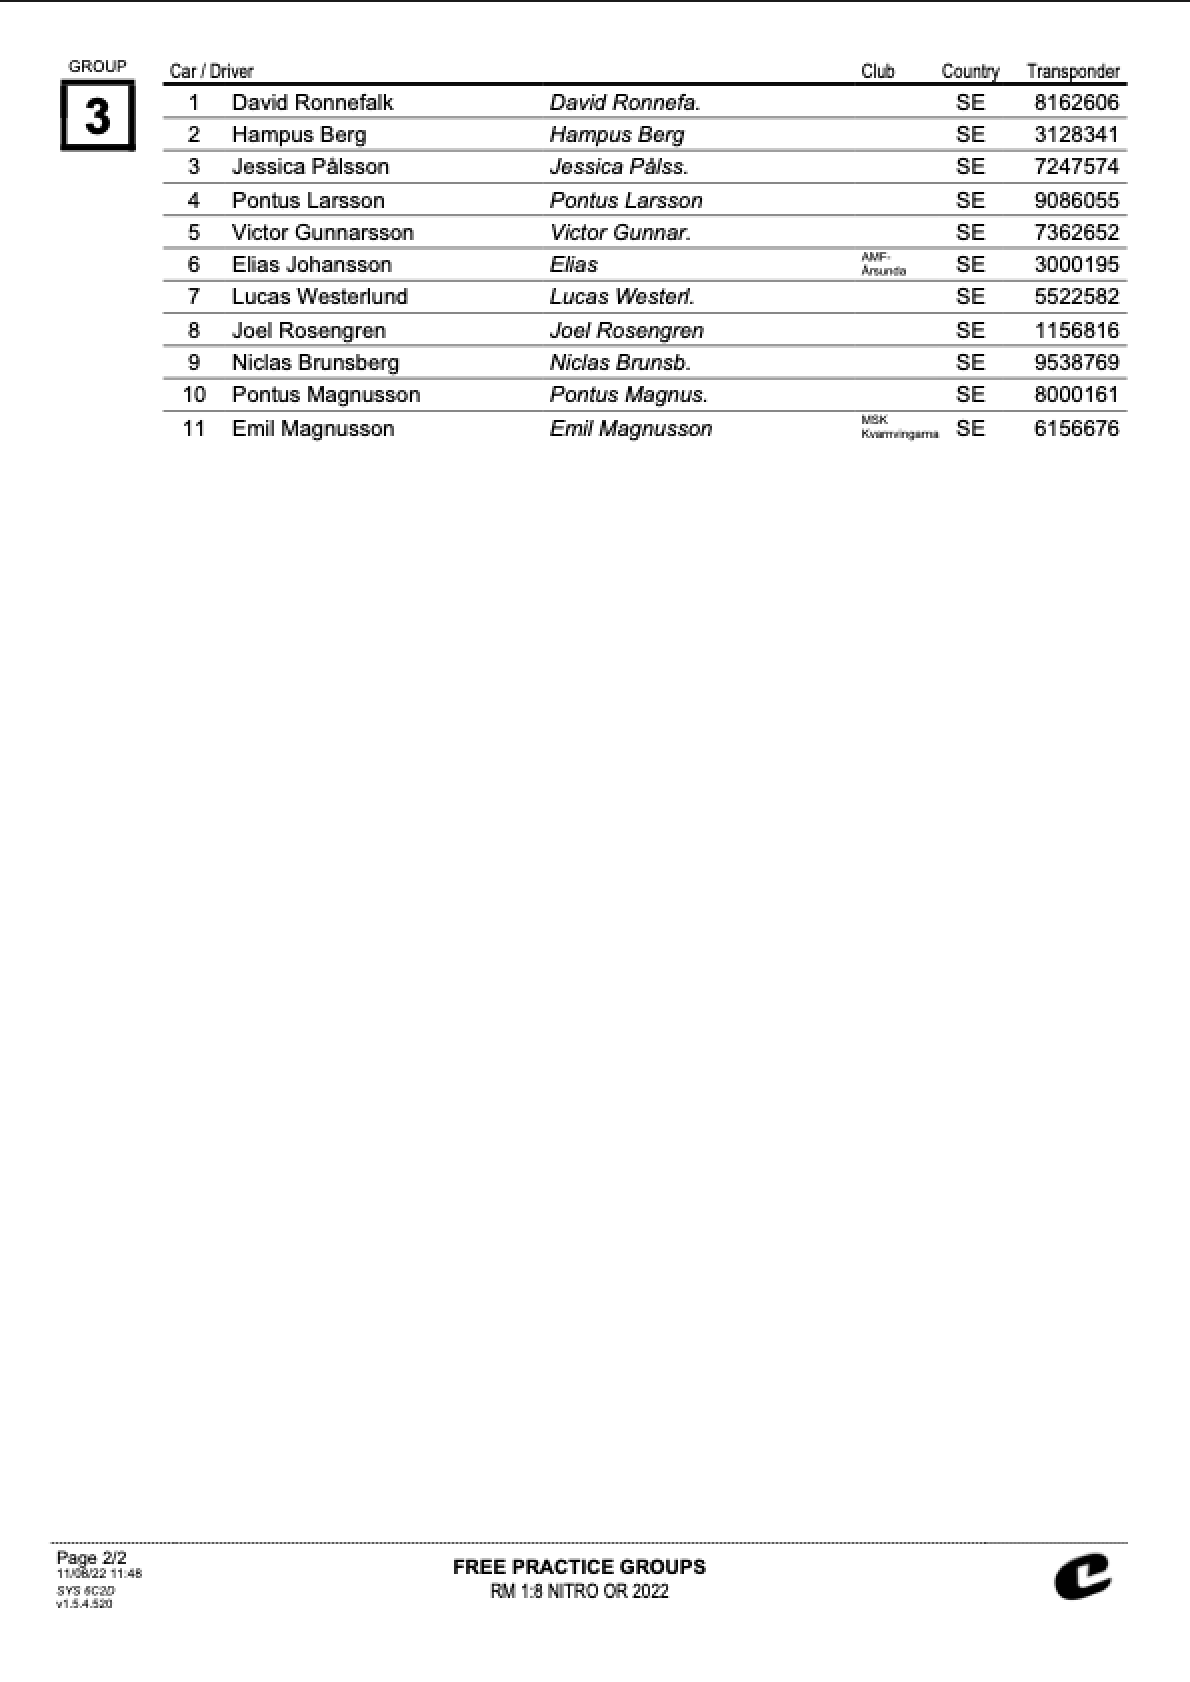 GROUP
3
Car / Driver Club Country Transponder
1 David Ronnefalk David Ronnefa. SE 8162606
2 Hampus Berg Hampus Berg SE 3128341
3 Jessica Pålsson Jessica Pålss. SE 7247574
4 Pontus Larsson Pontus Larsson SE 9086055
5 Victor Gunnarsson Victor Gunnar. SE 7362652
6 Elias Johansson Elias AMF-Årsunda SE 3000195
7 Lucas Westerlund Lucas Westerl. SE 5522582
8 Joel Rosengren Joel Rosengren SE 1156816
9 Niclas Brunsberg Niclas Brunsb. SE 9538769
10 Pontus Magnusson Pontus Magnus. SE 8000161
11 Emil Magnusson Emil Magnusson MSK Kvarnvingarna SE 6156676
Page 2/2
11/08/22 11:48
SYS 6C2D
v1.5.4.520
FREE PRACTICE GROUPS
RM 1:8 NITRO OR 2022